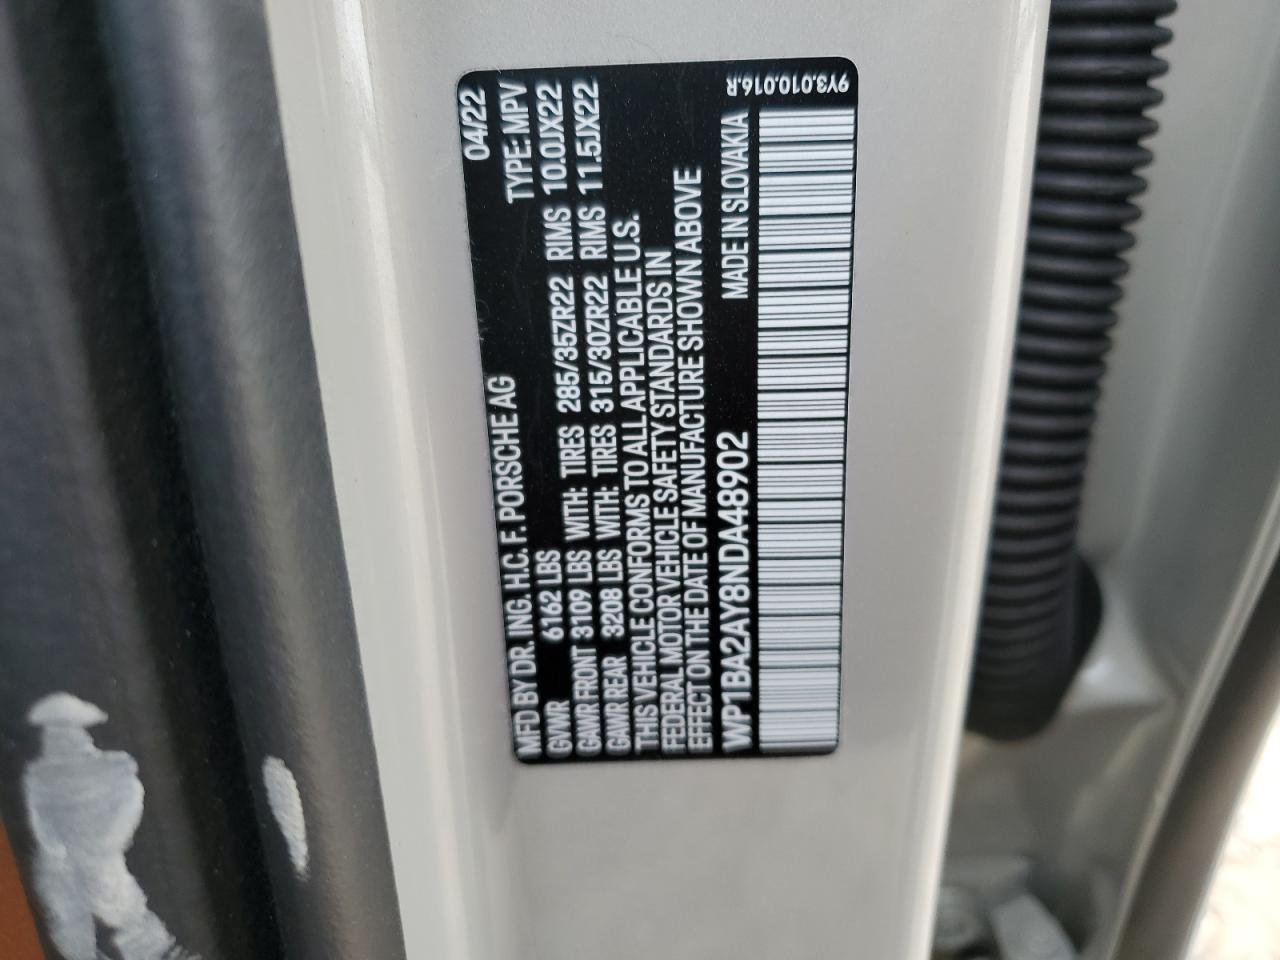 MFD BY DR. ING. H.C. F. PORSCHE AG 04/22
GVWR 6162 LBS TYPE: MPV
GAWR FRONT 3109 LBS WITH: TIRES 285/35ZR22 RIMS 10.0JX22
GAWR REAR 3208 LBS WITH: TIRES 315/30ZR22 RIMS 11.5JX22
THIS VEHICLE CONFORMS TO ALL APPLICABLE U.S.
FEDERAL MOTOR VEHICLE SAFETY STANDARDS IN
EFFECT ON THE DATE OF MANUFACTURE SHOWN ABOVE
WP1BA2AY8NDA48902 MADE IN SLOVAKIA
9Y3.010.016.R